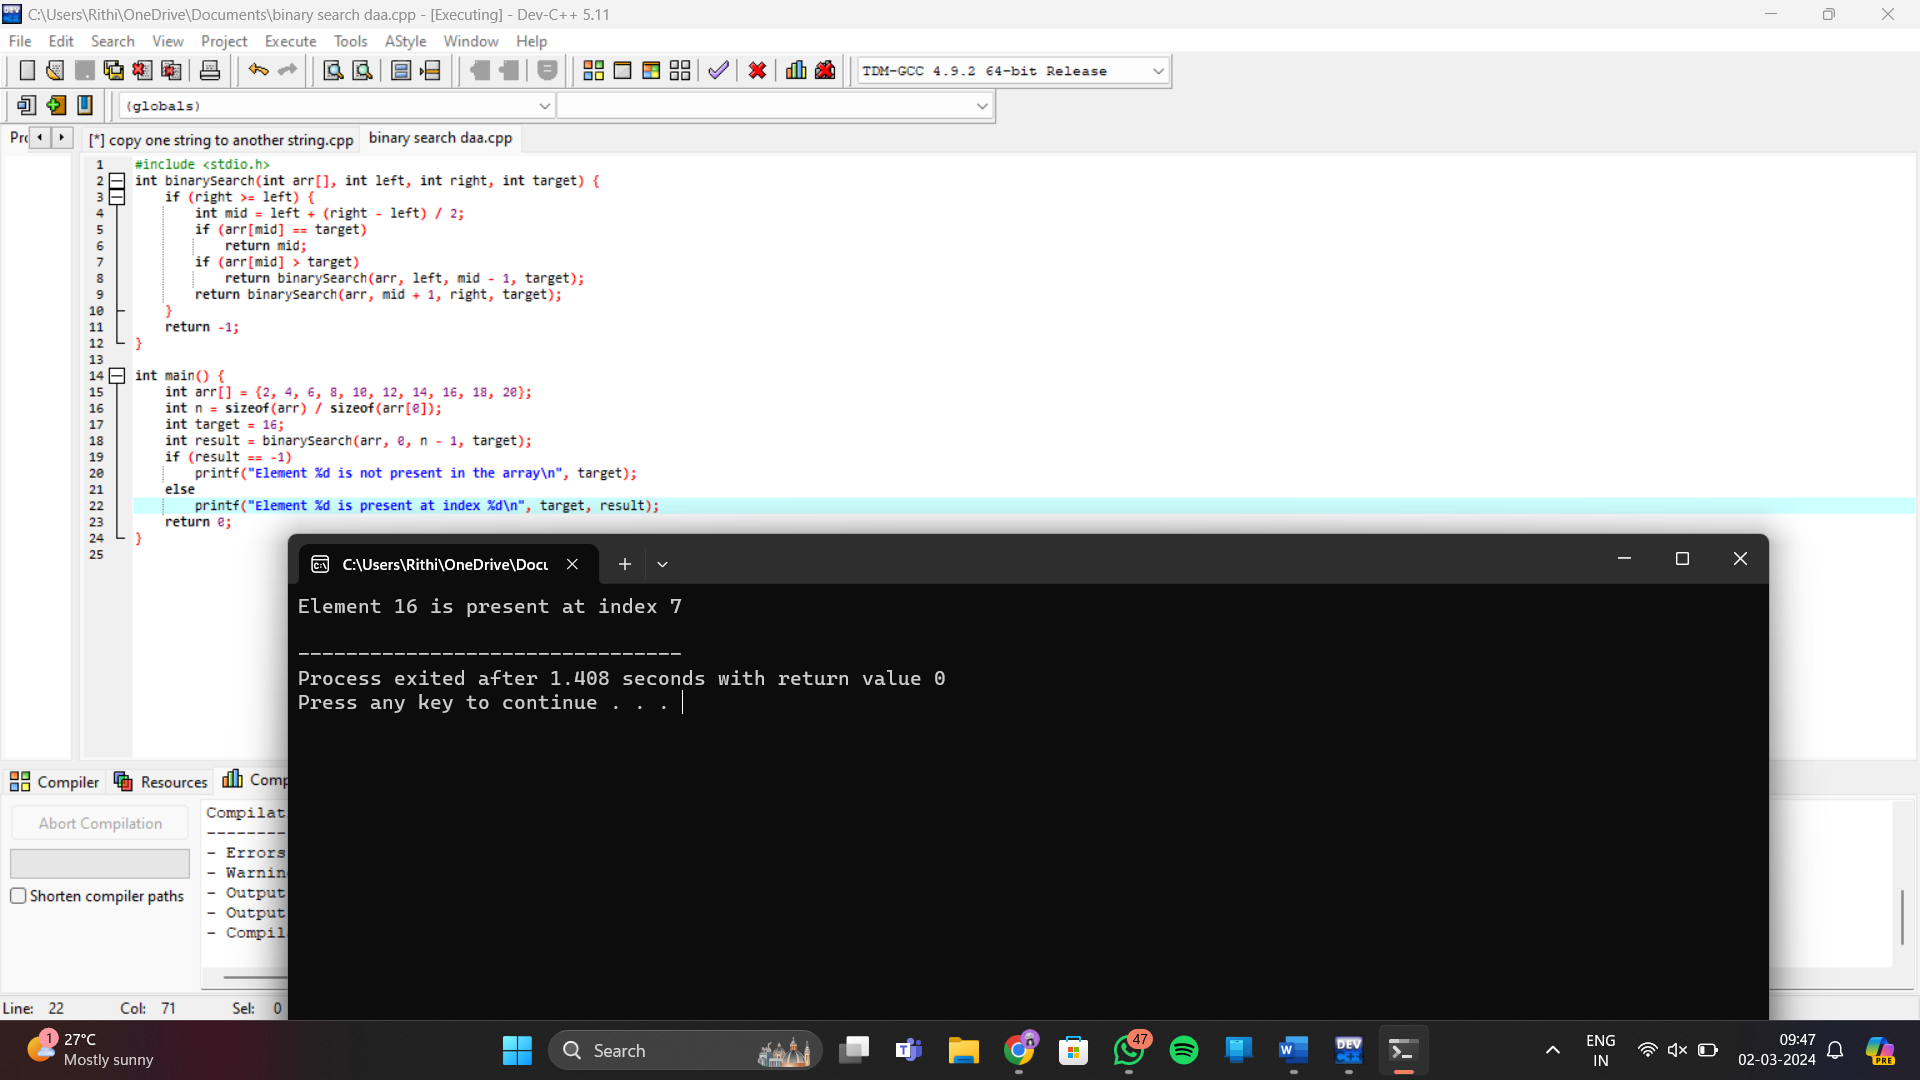 C:\Users\Rithi\OneDrive\Documents\binary search daa.cpp - [Executing] - Dev-C++ 5.11
File Edit Search View Project Execute Tools AStyle Window Help
TDM-GCC 4.9.2 64-bit Release
(globals)
[*] copy one string to another string.cpp binary search daa.cpp
1 #include <stdio.h>
2 int binarySearch(int arr[], int left, int right, int target) {
3 if (right >= left) {
4 int mid = left + (right - left) / 2;
5 if (arr[mid] == target)
6 return mid;
7 if (arr[mid] > target)
8 return binarySearch(arr, left, mid - 1, target);
9 return binarySearch(arr, mid + 1, right, target);
10 }
11 return -1;
12 }
13
14 int main() {
15 int arr[] = {2, 4, 6, 8, 10, 12, 14, 16, 18, 20};
16 int n = sizeof(arr) / sizeof(arr[0]);
17 int target = 16;
18 int result = binarySearch(arr, 0, n - 1, target);
19 if (result == -1)
20 printf("Element %d is not present in the array\n", target);
21 else
22 printf("Element %d is present at index %d\n", target, result);
23 return 0;
24 }
25
C:\Users\Rithi\OneDrive\Docu
Element 16 is present at index 7
--------------------------------
Process exited after 1.408 seconds with return value 0
Press any key to continue . . .
Compiler Resources Comp
Abort Compilation
Shorten compiler paths
Compilat
- Errors
- Warnin
- Output
- Output
- Compil
Line: 22 Col: 71 Sel: 0
1
27°C
Mostly sunny
Search
47
DEV
C++
PRE
ENG
IN
09:47
02-03-2024